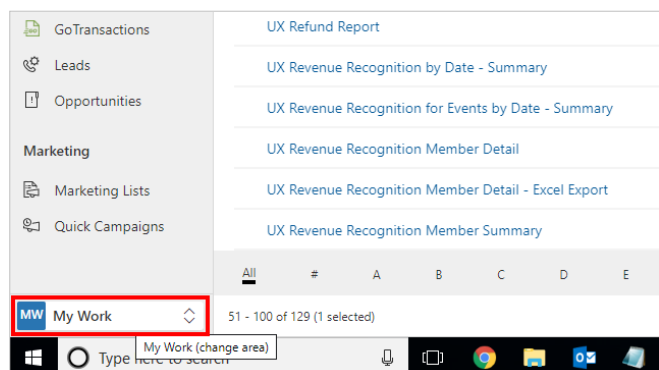 GoTransactions
Leads
Opportunities
Marketing
Marketing Lists
Quick Campaigns
MW My Work
UX Refund Report
UX Revenue Recognition by Date - Summary
UX Revenue Recognition for Events by Date - Summary
UX Revenue Recognition Member Detail
UX Revenue Recognition Member Detail - Excel Export
UX Revenue Recognition Member Summary
All # A B C D E
51 - 100 of 129 (1 selected)
My Work (change area)
Type here to search